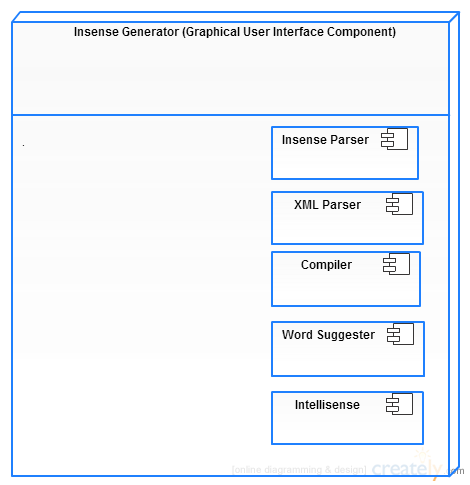 Insense Generator (Graphical User Interface Component)
.
Insense Parser
XML Parser
Compiler
Word Suggester
Intellisense
[online diagramming & design] creately.com